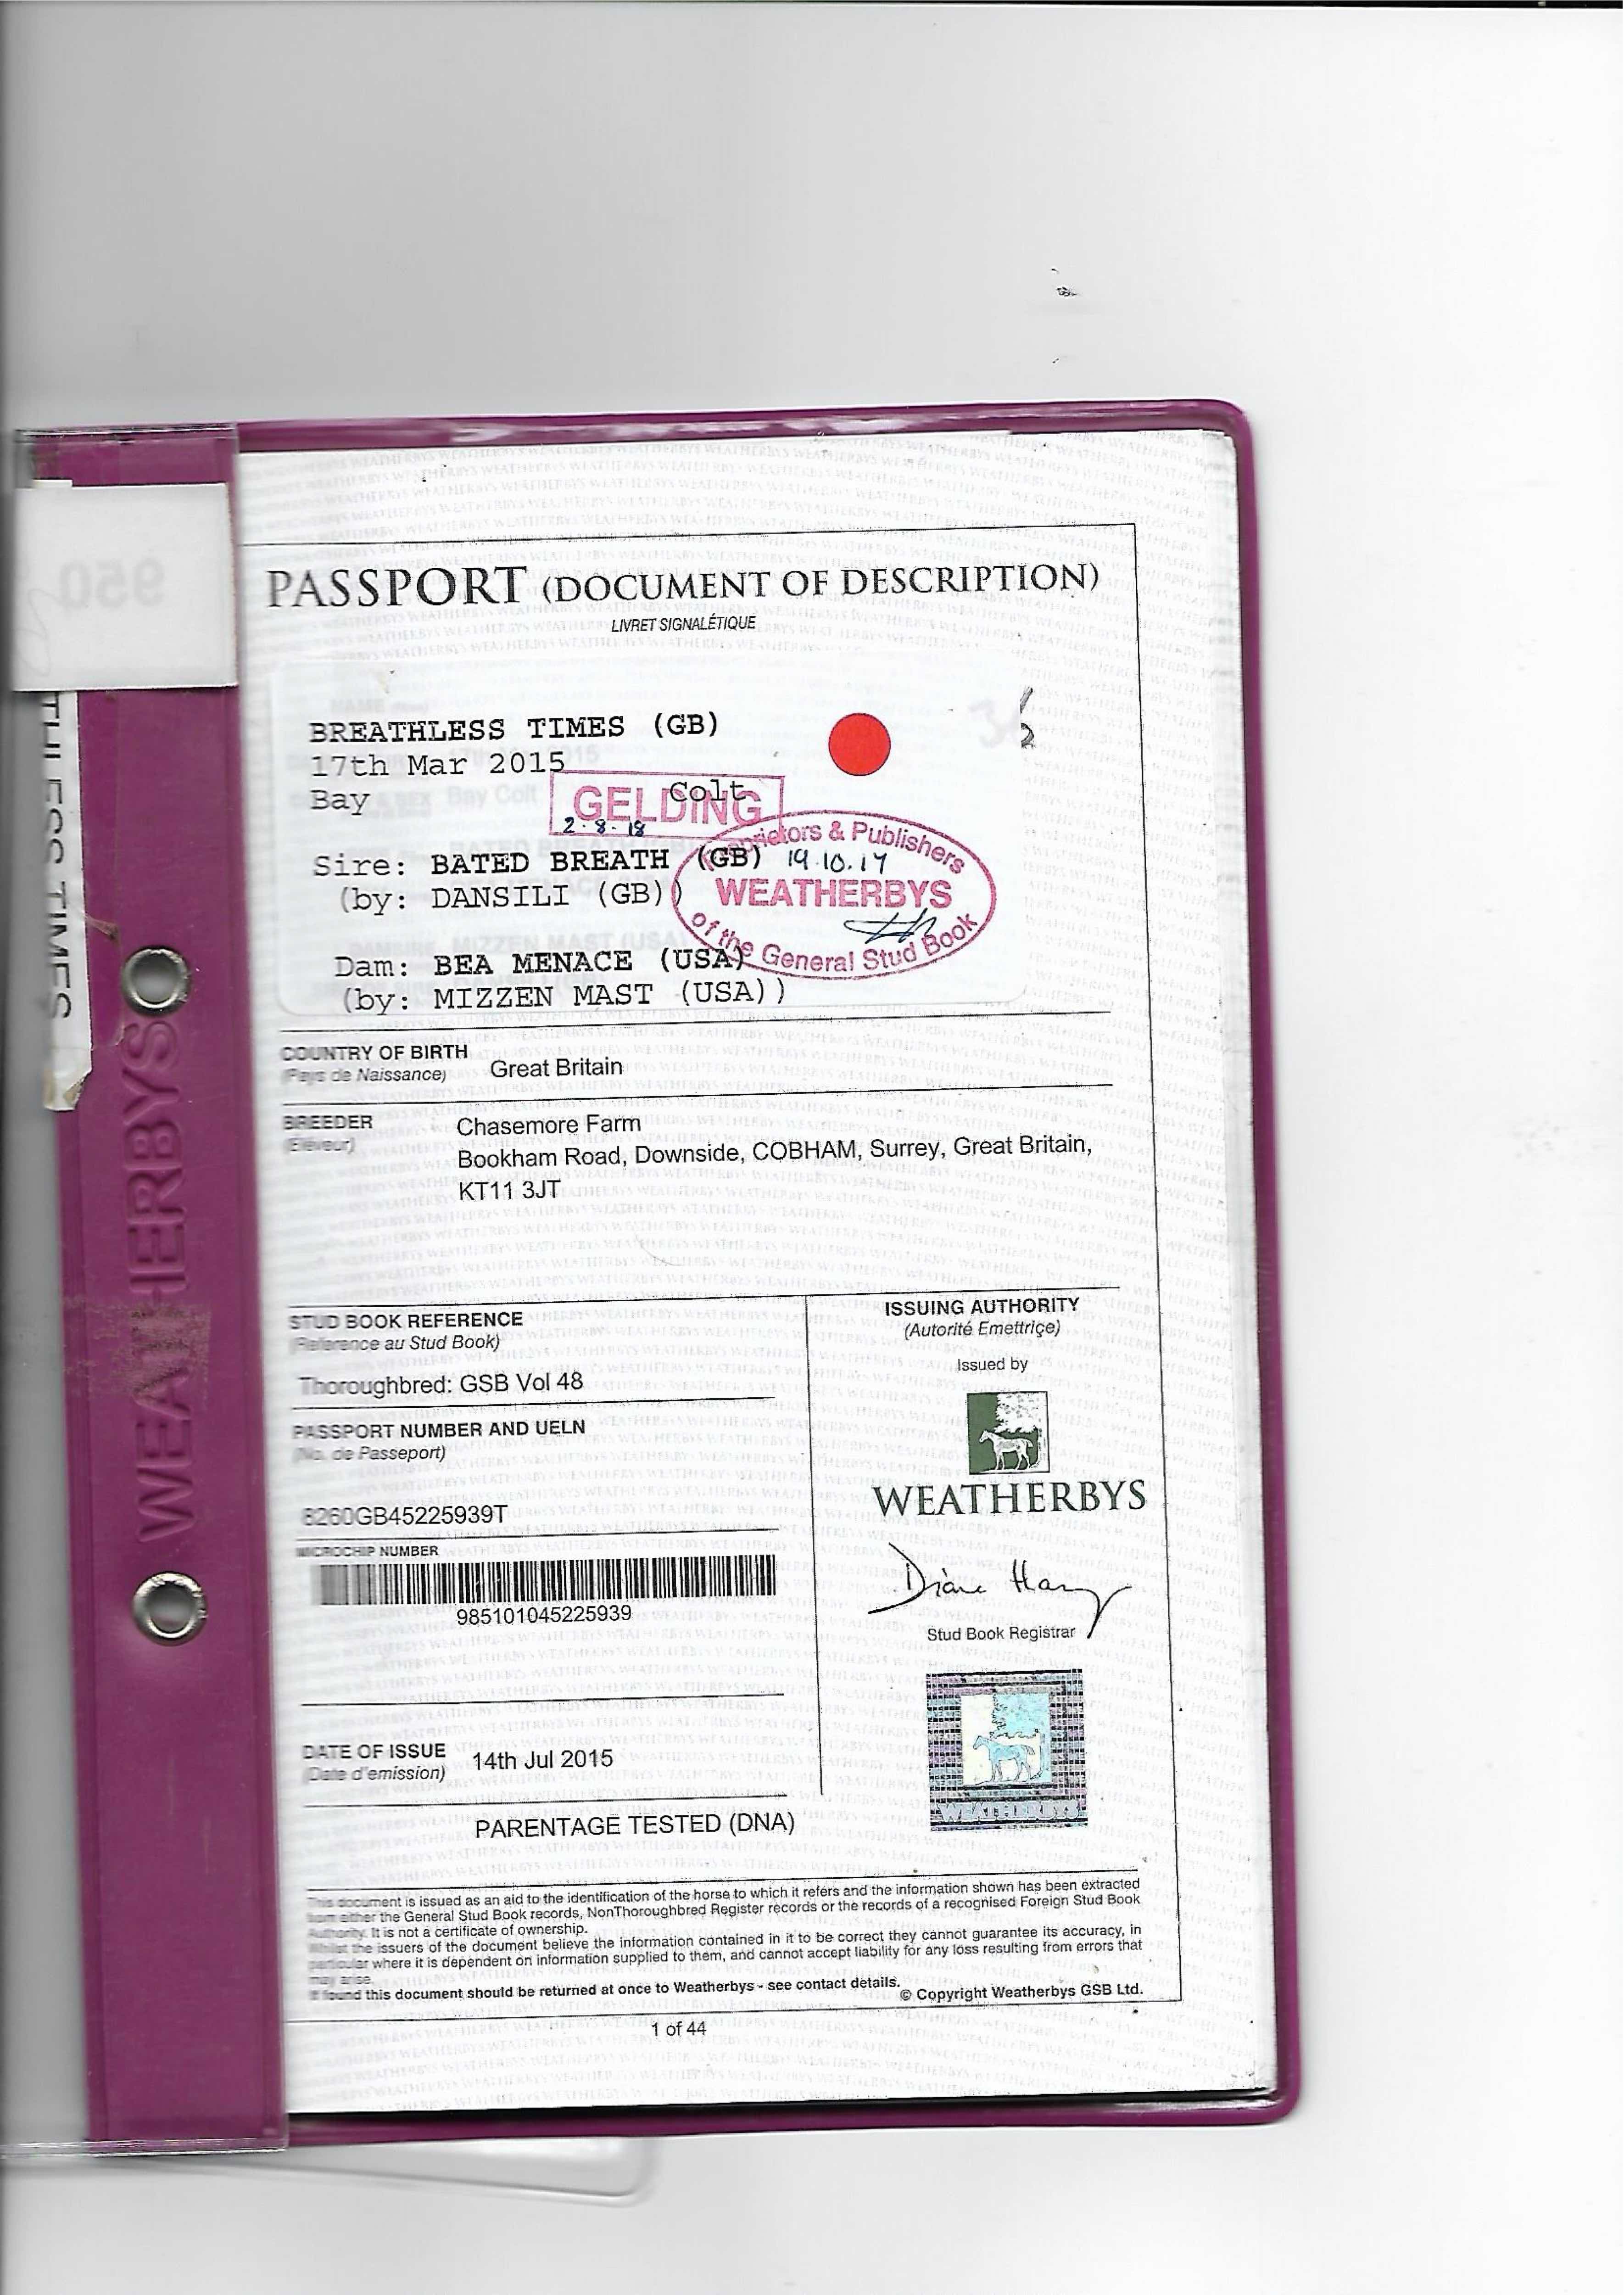 PASSPORT (DOCUMENT OF DESCRIPTION)
LIVRET SIGNALÉTIQUE
BREATHLESS TIMES (GB)
17th Mar 2015
Bay Colt
GELDING
2.8.18
Sire: BATED BREATH (GB)
(by: DANSILI (GB))
Dam: BEA MENACE (USA)
(by: MIZZEN MAST (USA))
Proprietors & Publishers
19.10.17
WEATHERBYS
of the General Stud Book
COUNTRY OF BIRTH
(Pays de Naissance)
Great Britain
BREEDER
(Eleveur)
Chasemore Farm
Bookham Road, Downside, COBHAM, Surrey, Great Britain,
KT11 3JT
STUD BOOK REFERENCE
(Reference au Stud Book)
Thoroughbred: GSB Vol 48
PASSPORT NUMBER AND UELN
(No. de Passeport)
8260GB45225939T
MICROCHIP NUMBER
985101045225939
DATE OF ISSUE
(Date d'emission)
14th Jul 2015
PARENTAGE TESTED (DNA)
ISSUING AUTHORITY
(Autorité Emettriçe)
Issued by
WEATHERBYS
Diane Han
Stud Book Registrar
WEATHERBYS
This document is issued as an aid to the identification of the horse to which it refers and the information shown has been extracted
from either the General Stud Book records, NonThoroughbred Register records or the records of a recognised Foreign Stud Book
Authority. It is not a certificate of ownership.
Whilst the issuers of the document believe the information contained in it to be correct they cannot guarantee its accuracy, in
particular where it is dependent on information supplied to them, and cannot accept liability for any loss resulting from errors that
may arise.
If found this document should be returned at once to Weatherbys - see contact details.
© Copyright Weatherbys GSB Ltd.
1 of 44
WEATHERBYS
THLESS TIMES
950